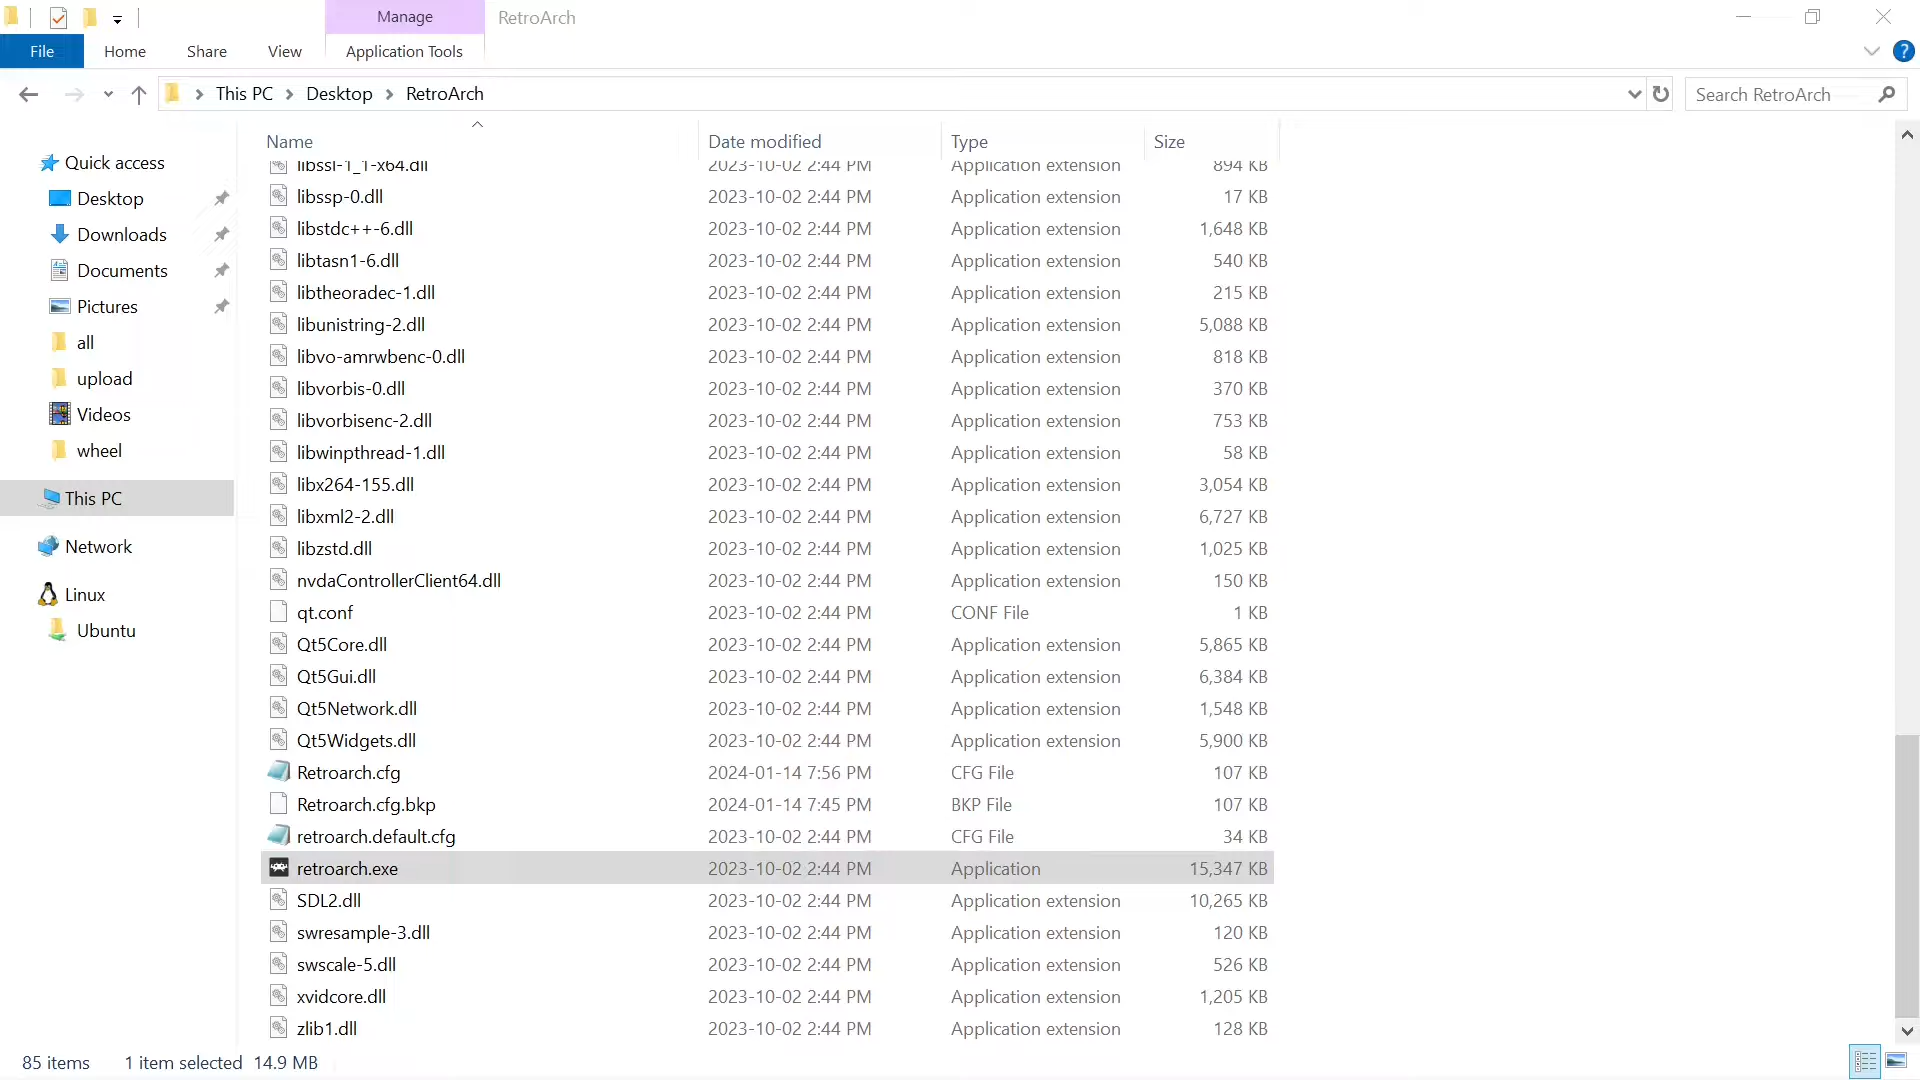 Manage
RetroArch
File
Home
Share
View
Application Tools
?
This PC
Desktop
RetroArch
Search RetroArch
Name
Date modified
Type
Size
Quick access
Desktop
Downloads
Documents
Pictures
all
upload
Videos
wheel
This PC
Network
Linux
Ubuntu
libssl-1_1-x64.dll 2023-10-02 2:44 PM Application extension 894 KB
libssp-0.dll 2023-10-02 2:44 PM Application extension 17 KB
libstdc++-6.dll 2023-10-02 2:44 PM Application extension 1,648 KB
libtasn1-6.dll 2023-10-02 2:44 PM Application extension 540 KB
libtheoradec-1.dll 2023-10-02 2:44 PM Application extension 215 KB
libunistring-2.dll 2023-10-02 2:44 PM Application extension 5,088 KB
libvo-amrwbenc-0.dll 2023-10-02 2:44 PM Application extension 818 KB
libvorbis-0.dll 2023-10-02 2:44 PM Application extension 370 KB
libvorbisenc-2.dll 2023-10-02 2:44 PM Application extension 753 KB
libwinpthread-1.dll 2023-10-02 2:44 PM Application extension 58 KB
libx264-155.dll 2023-10-02 2:44 PM Application extension 3,054 KB
libxml2-2.dll 2023-10-02 2:44 PM Application extension 6,727 KB
libzstd.dll 2023-10-02 2:44 PM Application extension 1,025 KB
nvdaControllerClient64.dll 2023-10-02 2:44 PM Application extension 150 KB
qt.conf 2023-10-02 2:44 PM CONF File 1 KB
Qt5Core.dll 2023-10-02 2:44 PM Application extension 5,865 KB
Qt5Gui.dll 2023-10-02 2:44 PM Application extension 6,384 KB
Qt5Network.dll 2023-10-02 2:44 PM Application extension 1,548 KB
Qt5Widgets.dll 2023-10-02 2:44 PM Application extension 5,900 KB
Retroarch.cfg 2024-01-14 7:56 PM CFG File 107 KB
Retroarch.cfg.bkp 2024-01-14 7:45 PM BKP File 107 KB
retroarch.default.cfg 2023-10-02 2:44 PM CFG File 34 KB
retroarch.exe 2023-10-02 2:44 PM Application 15,347 KB
SDL2.dll 2023-10-02 2:44 PM Application extension 10,265 KB
swresample-3.dll 2023-10-02 2:44 PM Application extension 120 KB
swscale-5.dll 2023-10-02 2:44 PM Application extension 526 KB
xvidcore.dll 2023-10-02 2:44 PM Application extension 1,205 KB
zlib1.dll 2023-10-02 2:44 PM Application extension 128 KB
85 items 1 item selected 14.9 MB